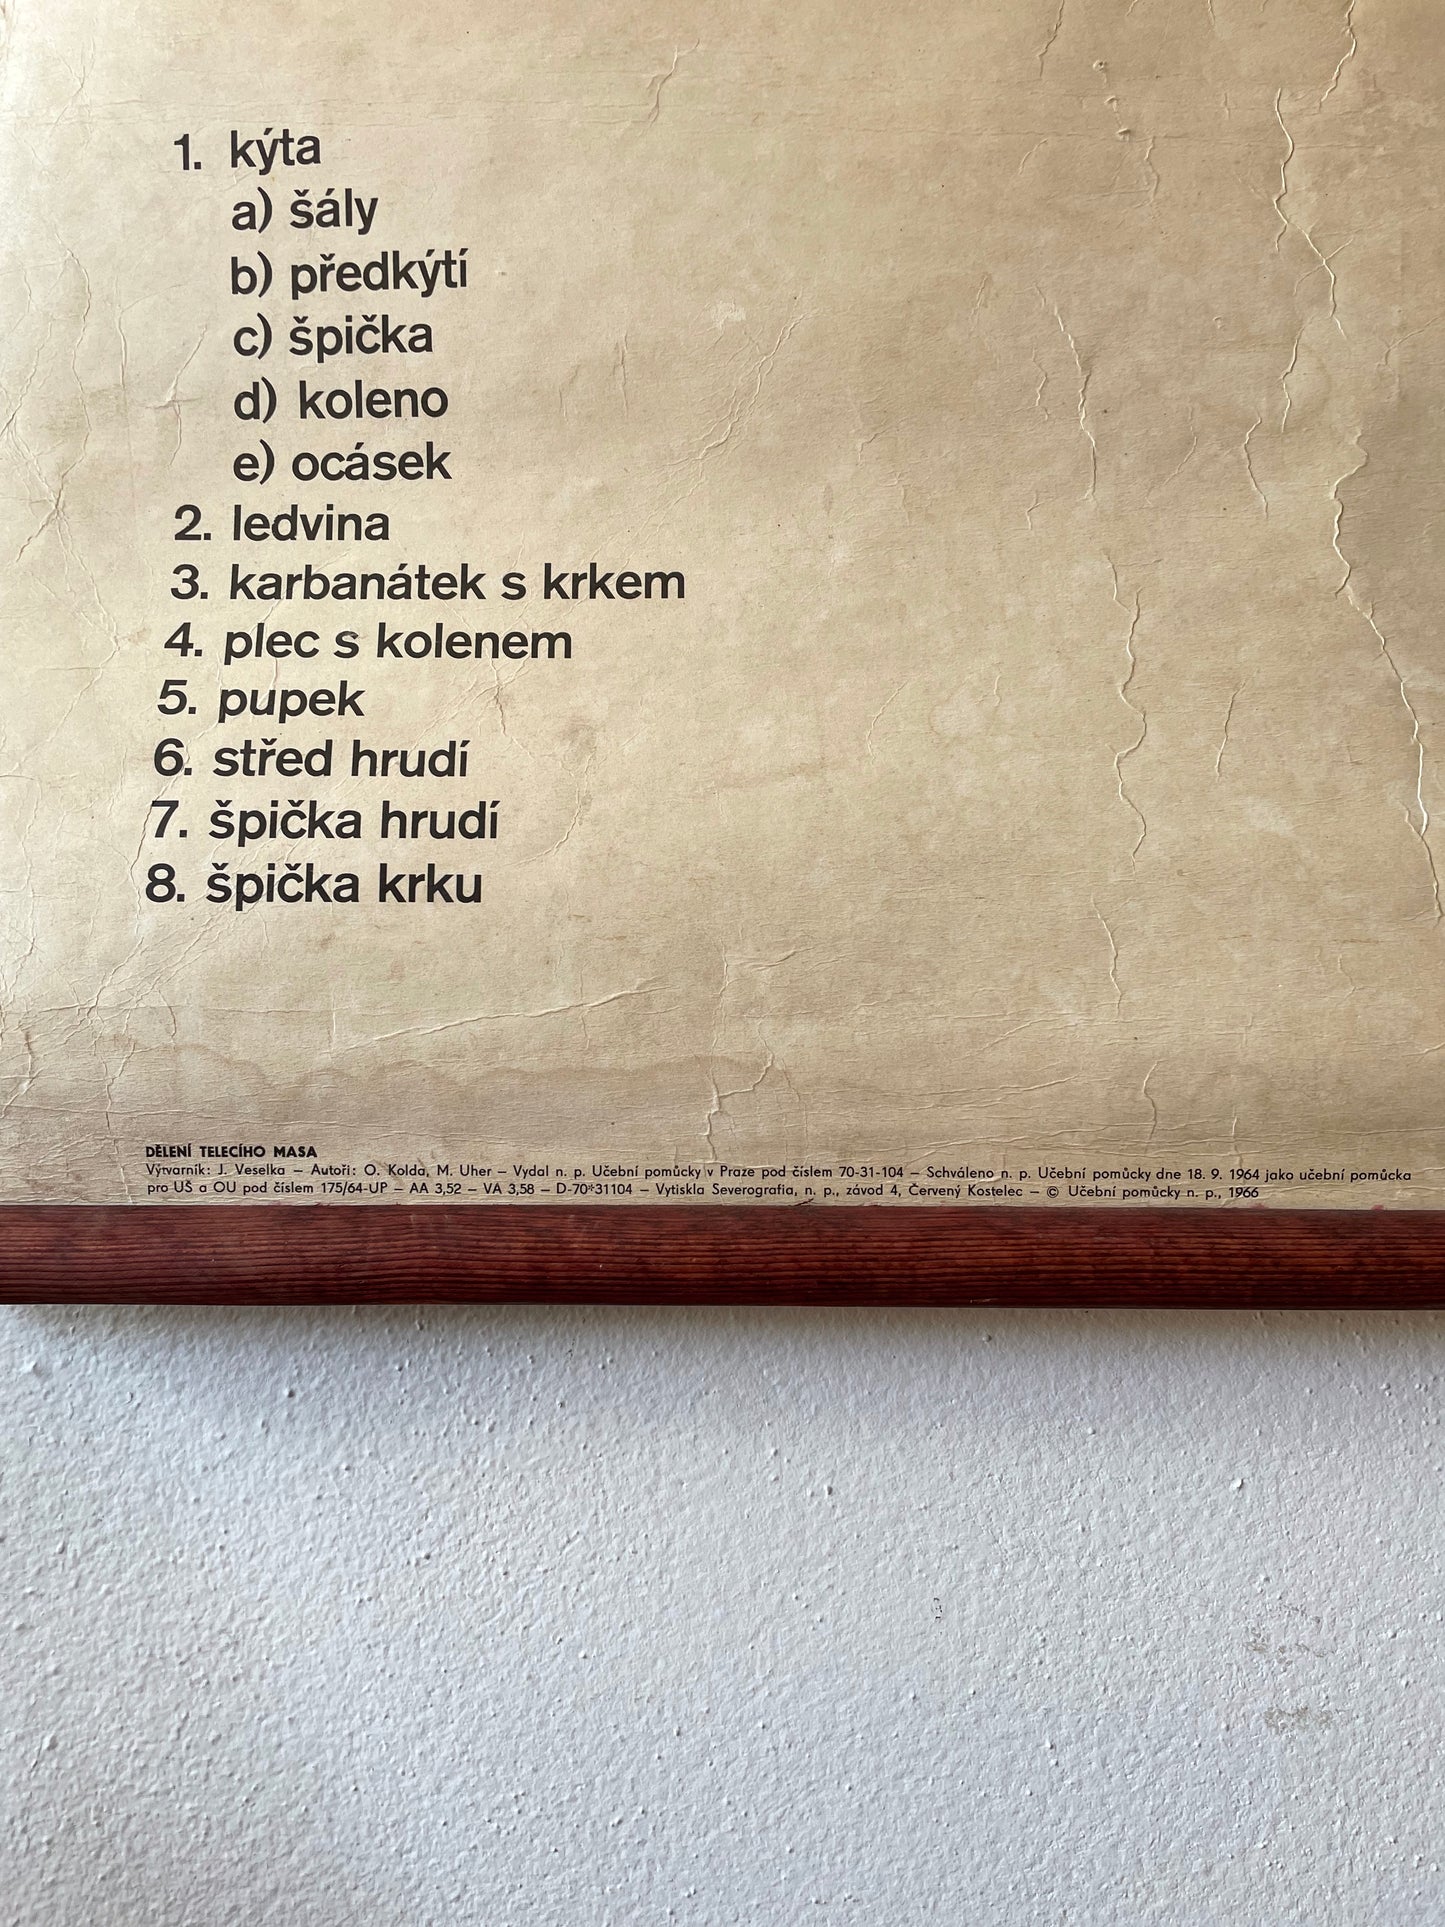 1. kýta
a) šály
b) předkýtí
c) špička
d) koleno
e) ocásek
2. ledvina
3. karbanátek s krkem
4. plec s kolenem
5. pupek
6. střed hrudí
7. špička hrudí
8. špička krku
DĚLENÍ TELECÍHO MASA
Výtvarník: J. Veselka – Autoři: O. Kolda, M. Uher – Vydal n. p. Učební pomůcky v Praze pod číslem 70-31-104 – Schváleno n. p. Učební pomůcky dne 18. 9. 1964 jako učební pomůcka
pro UŠ a OU pod číslem 175/64-UP – AA 3,52 – VA 3,58 – D-70*31104 – Vytiskla Severografia, n. p., závod 4, Červený Kostelec – © Učební pomůcky n. p., 1966